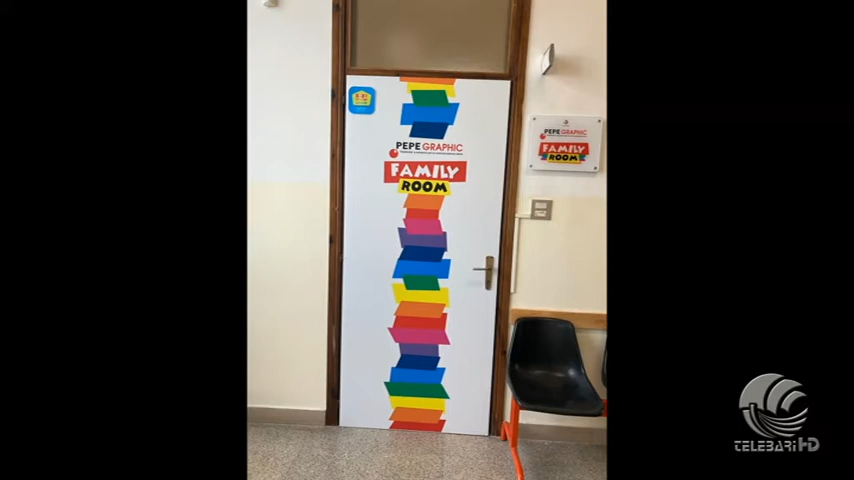 PEPE GRAPHIC
FAMILY
ROOM
PEPE GRAPHIC
FAMILY
ROOM
TELEBARI HD